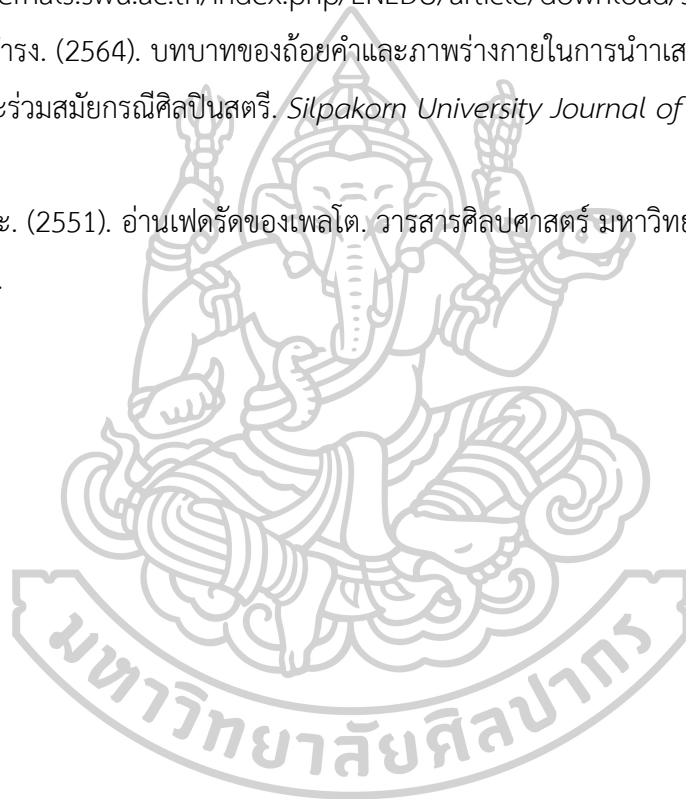 ำรง. (2564). บทบาทของถ้อยคำและภาพร่างกายในการนำาเส
ะร่วมสมัยกรณีศิลปินสตรี. Silpakorn University Journal of
ะ. (2551). อ่านเฟดรัดของเพลโต. วารสารศิลปศาสตร์ มหาวิทย
มหาวิทยาลัยศิลปากร